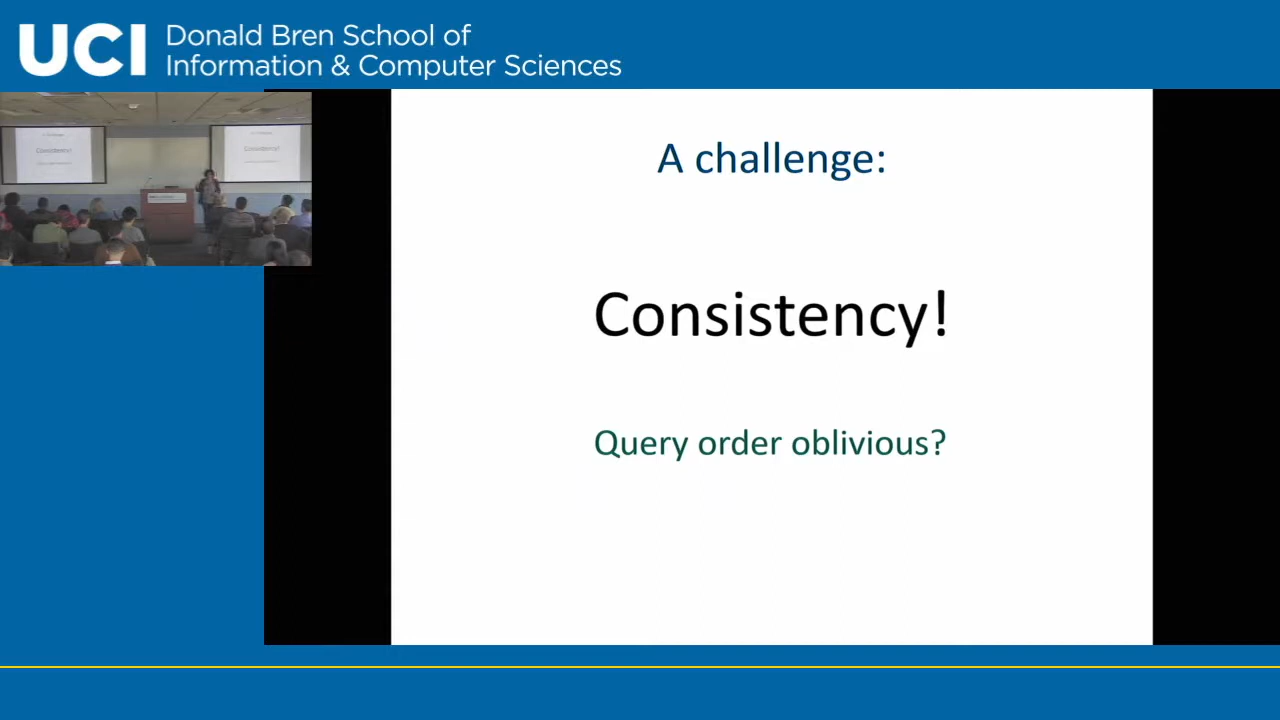 UCI Donald Bren School of
Information & Computer Sciences
A challenge:
Consistency!
Query order oblivious?